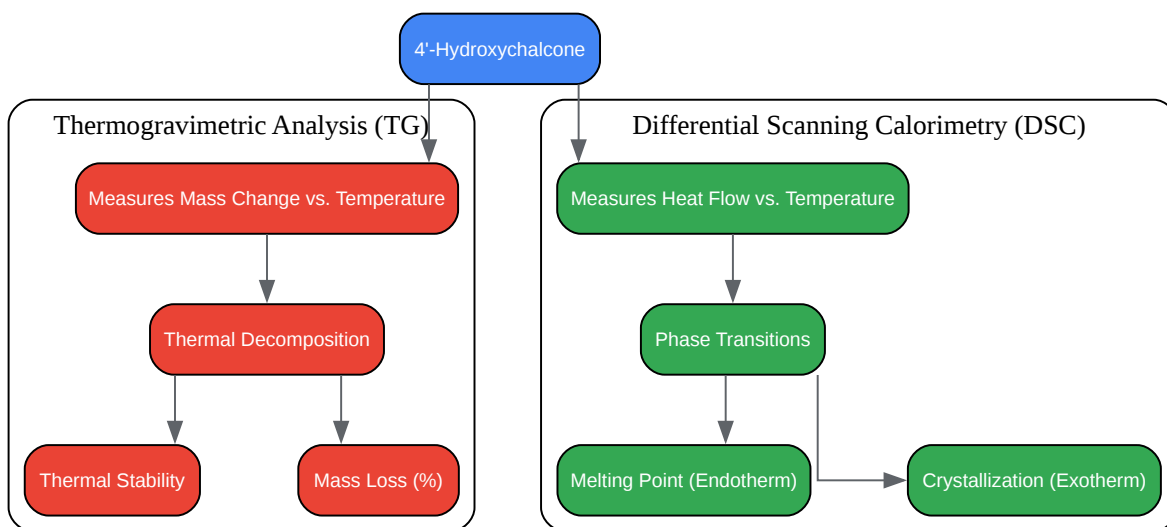 4'-Hydroxychalcone
Thermogravimetric Analysis (TG)
Differential Scanning Calorimetry (DSC)
Measures Mass Change vs. Temperature
Measures Heat Flow vs. Temperature
Thermal Decomposition
Phase Transitions
Thermal Stability
Mass Loss (%)
Melting Point (Endotherm)
Crystallization (Exotherm)